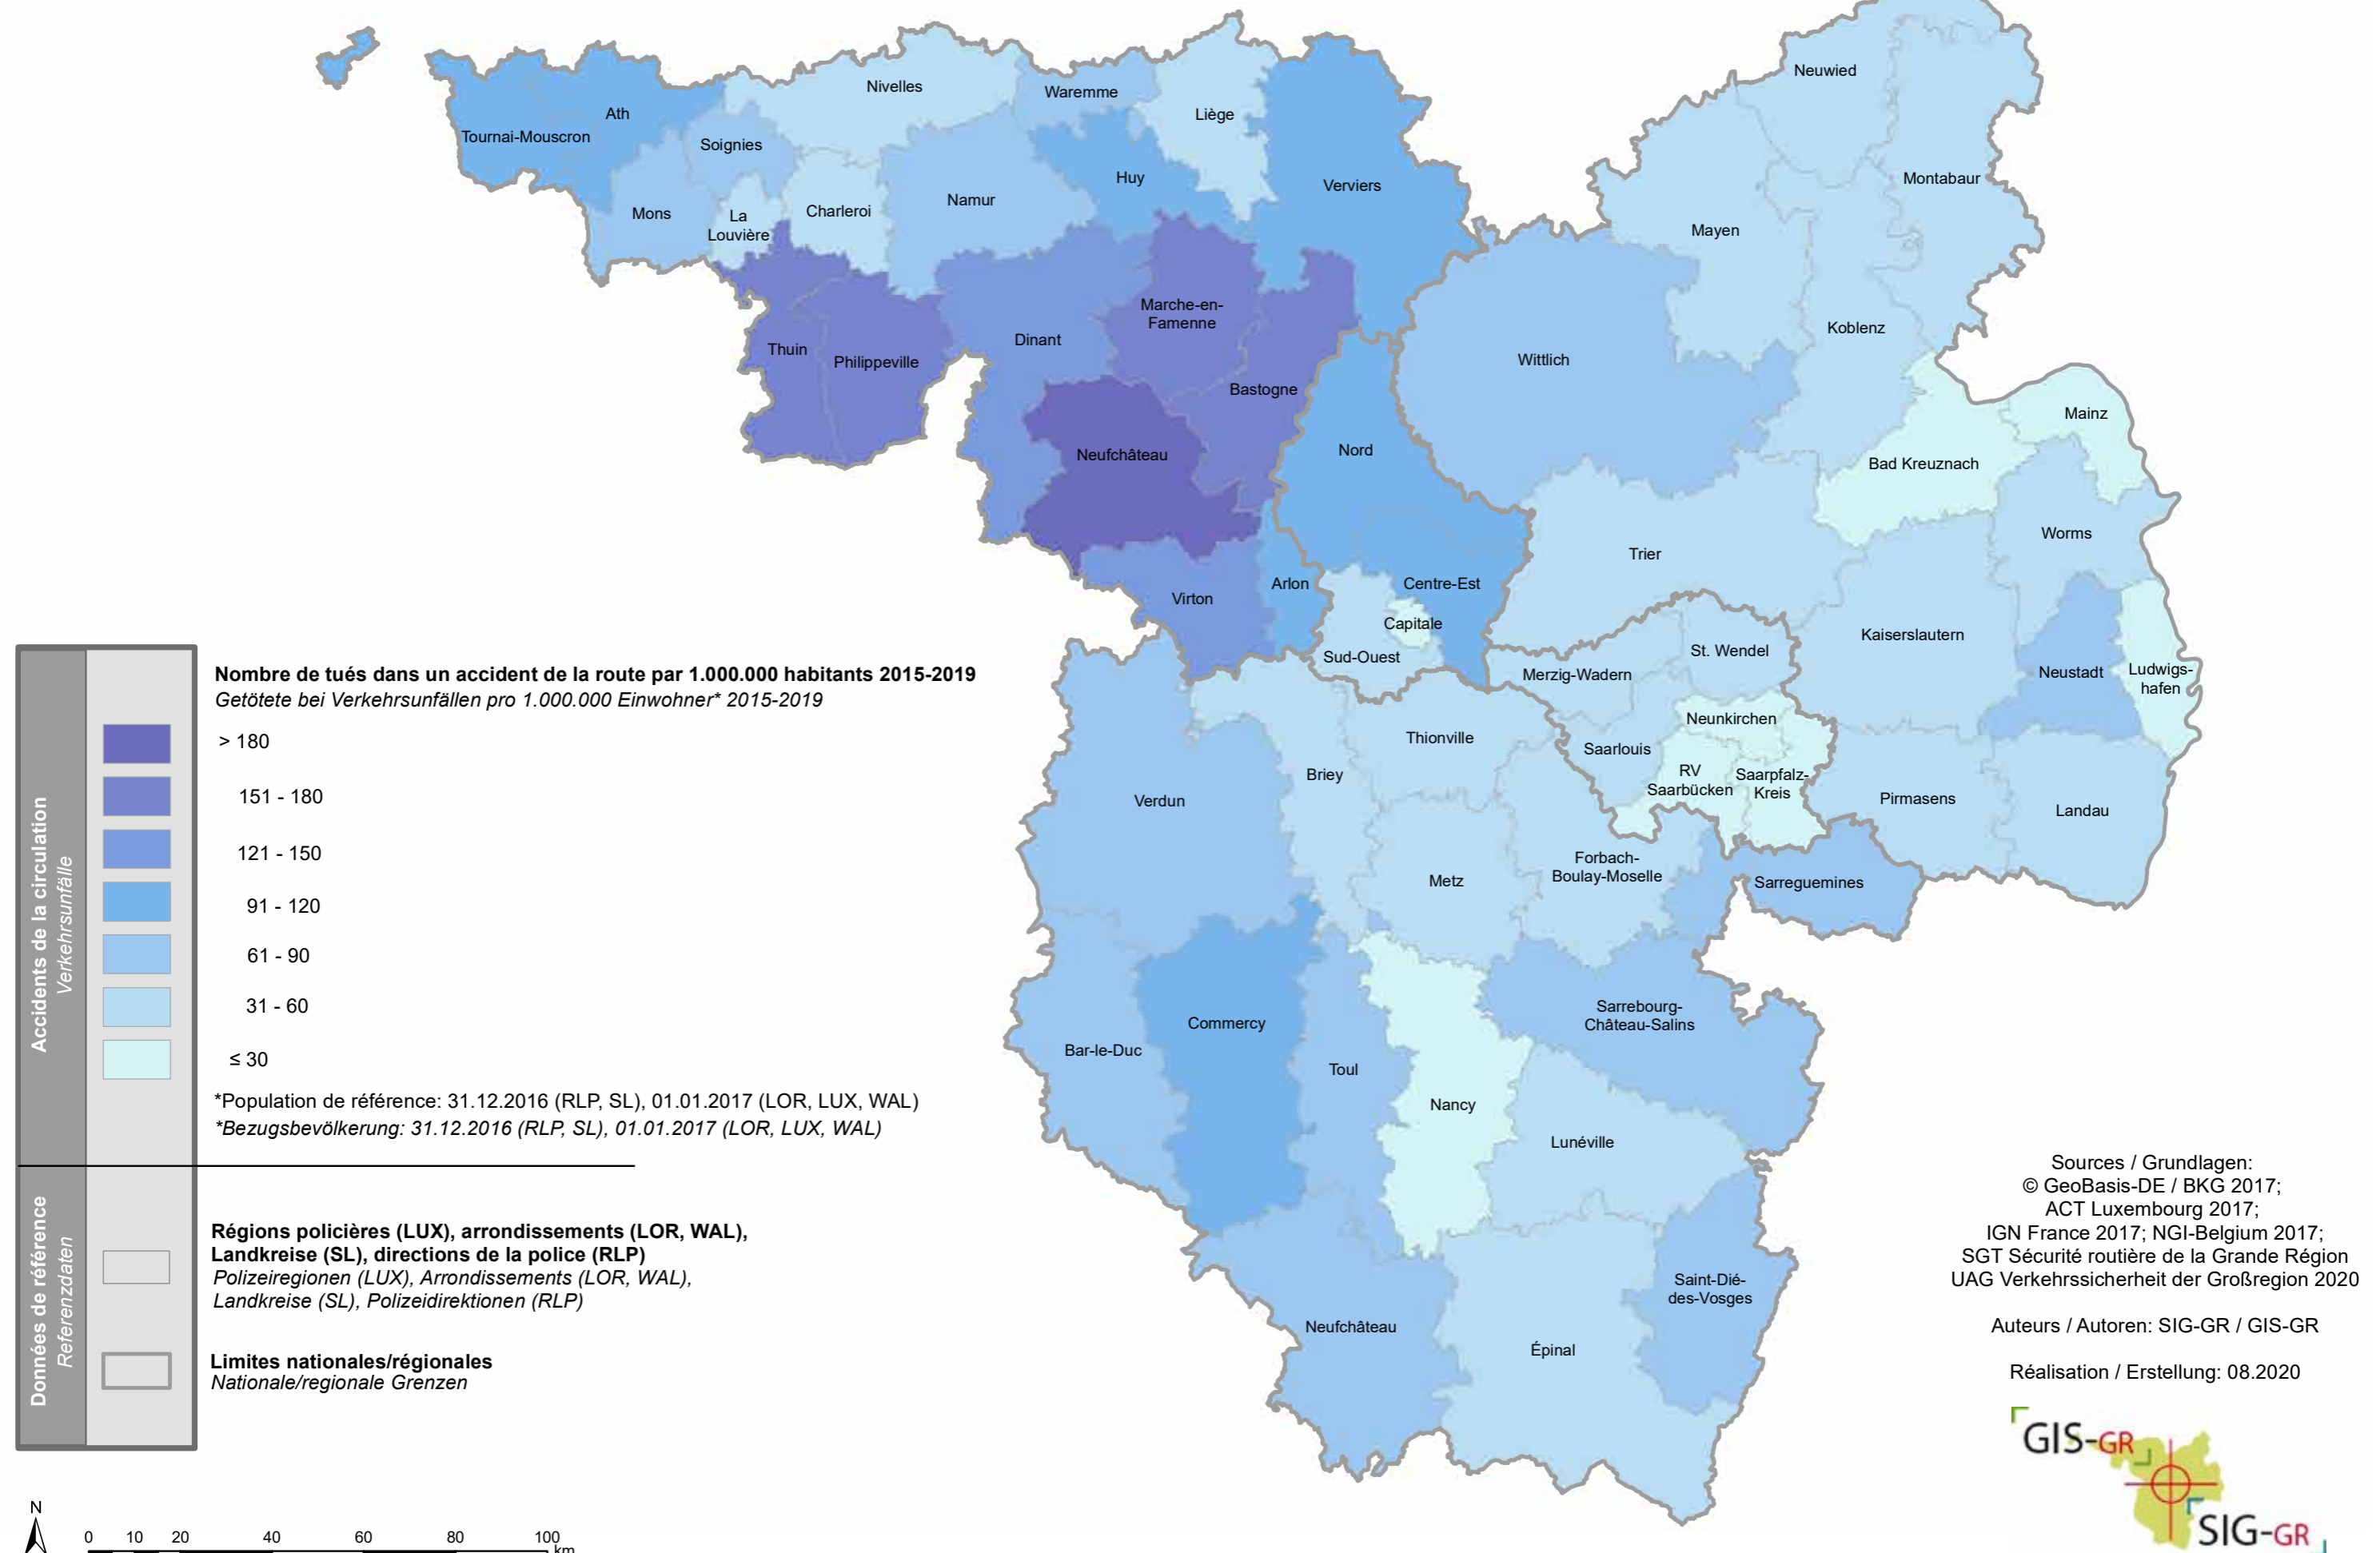 Neuwied
Nivelles
Waremme
Ath
Liège
Tournai-Mouscron
Soignies
Huy
Verviers
Montabaur
Mons
La
Louvière
Charleroi
Namur
Mayen
Marche-en-
Famenne
Koblenz
Thuin
Dinant
Philippeville
Wittlich
Bastogne
Mainz
Nord
Neufchâteau
Bad Kreuznach
Worms
Trier
Arlon
Centre-Est
Virton
Capitale
Kaiserslautern
Sud-Ouest
St. Wendel
Merzig-Wadern
Neustadt
Ludwigs-
hafen
Neunkirchen
Thionville
Saarlouis
Briey
RV
Saarbücken
Saarpfalz-
Kreis
Verdun
Pirmasens
Landau
Forbach-
Boulay-Moselle
Metz
Sarreguemines
Sarrebourg-
Château-Salins
Commercy
Bar-le-Duc
Toul
Nancy
Lunéville
Saint-Dié-
des-Vosges
Neufchâteau
Épinal
Accidents de la circulation
Verkehrsunfälle
Nombre de tués dans un accident de la route par 1.000.000 habitants 2015-2019
Getötete bei Verkehrsunfällen pro 1.000.000 Einwohner* 2015-2019
> 180
151 - 180
121 - 150
91 - 120
61 - 90
31 - 60
≤ 30
*Population de référence: 31.12.2016 (RLP, SL), 01.01.2017 (LOR, LUX, WAL)
*Bezugsbevölkerung: 31.12.2016 (RLP, SL), 01.01.2017 (LOR, LUX, WAL)
Données de référence
Referenzdaten
Régions policières (LUX), arrondissements (LOR, WAL),
Landkreise (SL), directions de la police (RLP)
Polizeiregionen (LUX), Arrondissements (LOR, WAL),
Landkreise (SL), Polizeidirektionen (RLP)
Limites nationales/régionales
Nationale/regionale Grenzen
N
0 10 20 40 60 80 100
km
Sources / Grundlagen:
© GeoBasis-DE / BKG 2017;
ACT Luxembourg 2017;
IGN France 2017; NGI-Belgium 2017;
SGT Sécurité routière de la Grande Région
UAG Verkehrssicherheit der Großregion 2020
Auteurs / Autoren: SIG-GR / GIS-GR
Réalisation / Erstellung: 08.2020
GIS-GR
SIG-GR